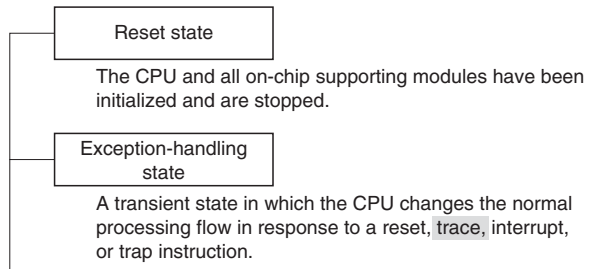 Reset state
The CPU and all on-chip supporting modules have been
initialized and are stopped.
Exception-handling
state
A transient state in which the CPU changes the normal
processing flow in response to a reset, trace, interrupt,
or trap instruction.